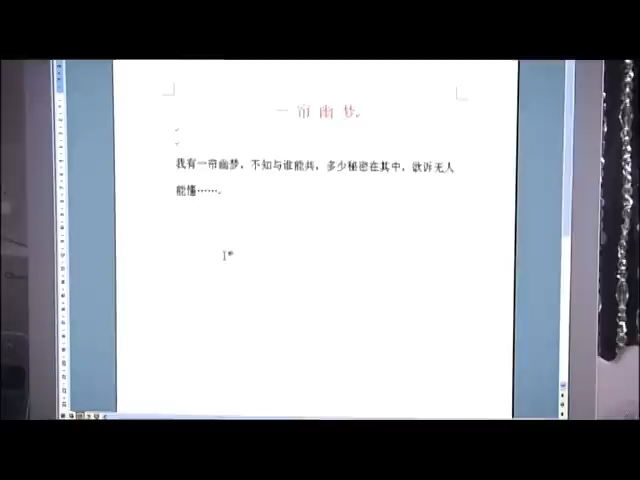 一帘幽梦
我有一帘幽梦，不知与谁能共，多少秘密在其中，欲诉无人
能懂……